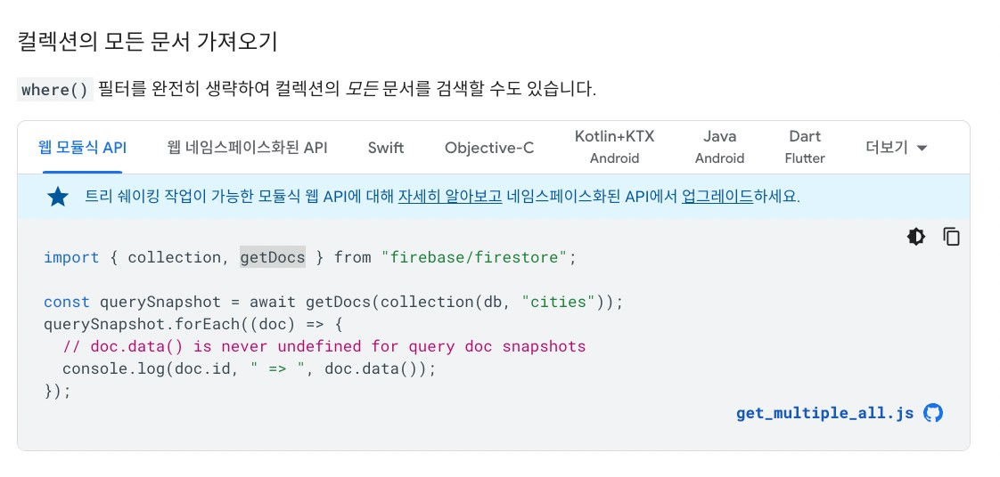 컬렉션의 모든 문서 가져오기
where() 필터를 완전히 생략하여 컬렉션의 모든 문서를 검색할 수도 있습니다.
웹 모듈식 API 웹 네임스페이스화된 API Swift Objective-C Kotlin+KTX Android Java Android Dart Flutter 더보기
트리 쉐이킹 작업이 가능한 모듈식 웹 API에 대해 자세히 알아보고 네임스페이스화된 API에서 업그레이드하세요.
import { collection, getDocs } from "firebase/firestore";
const querySnapshot = await getDocs(collection(db, "cities"));
querySnapshot.forEach((doc) => {
  // doc.data() is never undefined for query doc snapshots
  console.log(doc.id, " => ", doc.data());
});
get_multiple_all.js